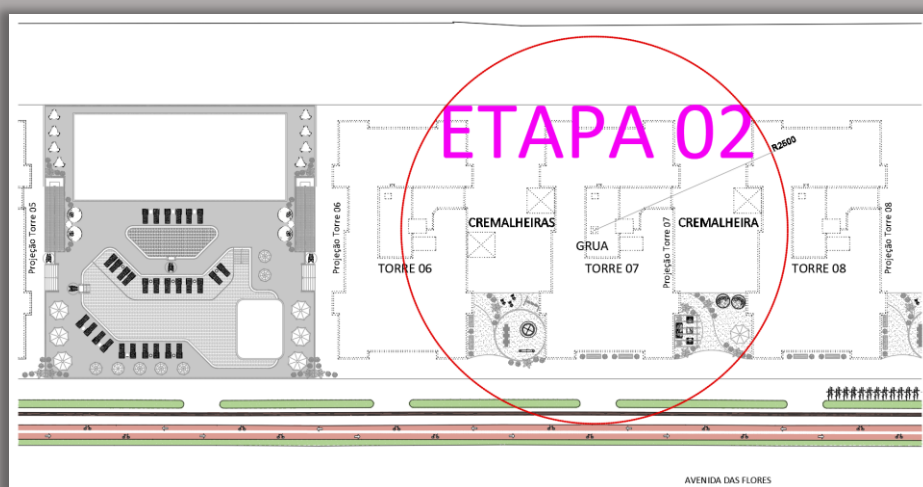 ETAPA 02
R2600
Projeção Torre 05
Projeção Torre 06
CREMALHEIRAS
GRUA
Projeção Torre 07
CREMALHEIRA
Projeção Torre 08
TORRE 06
TORRE 07
TORRE 08
AVENIDA DAS FLORES